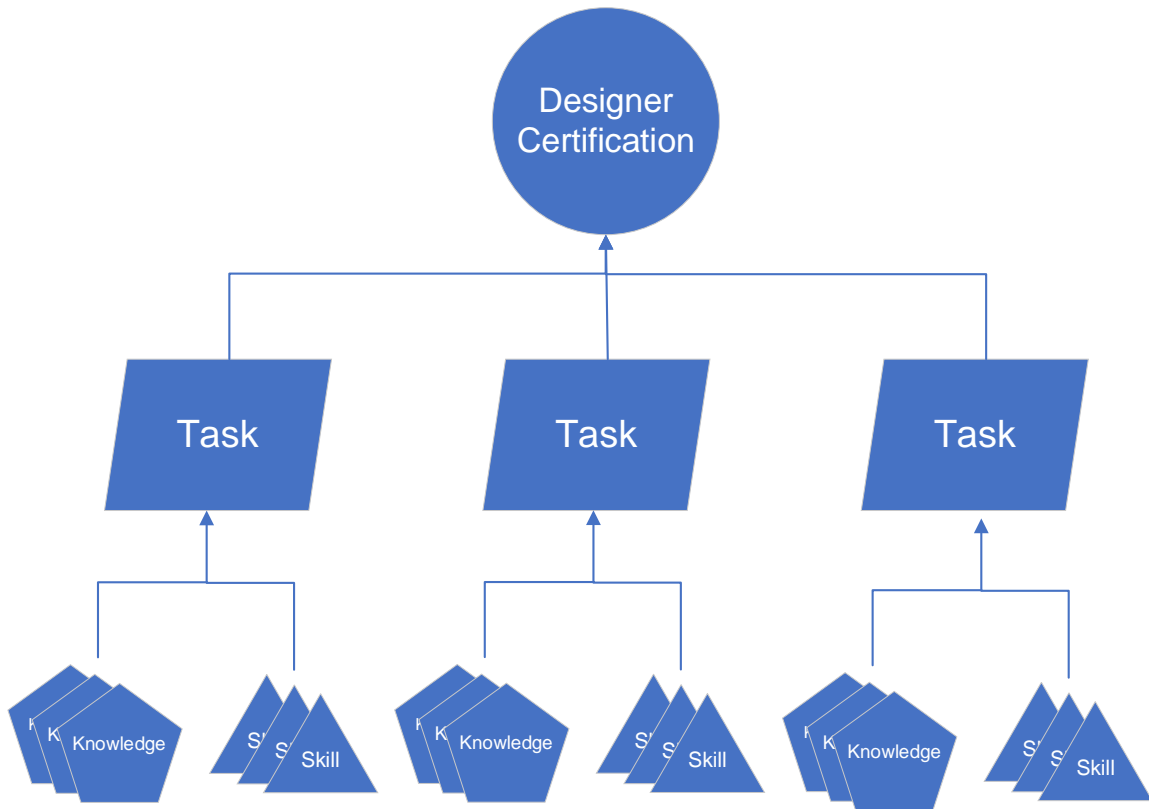 Designer
Certification
Task
Task
Task
Knowledge
Skill
Knowledge
Skill
Knowledge
Skill